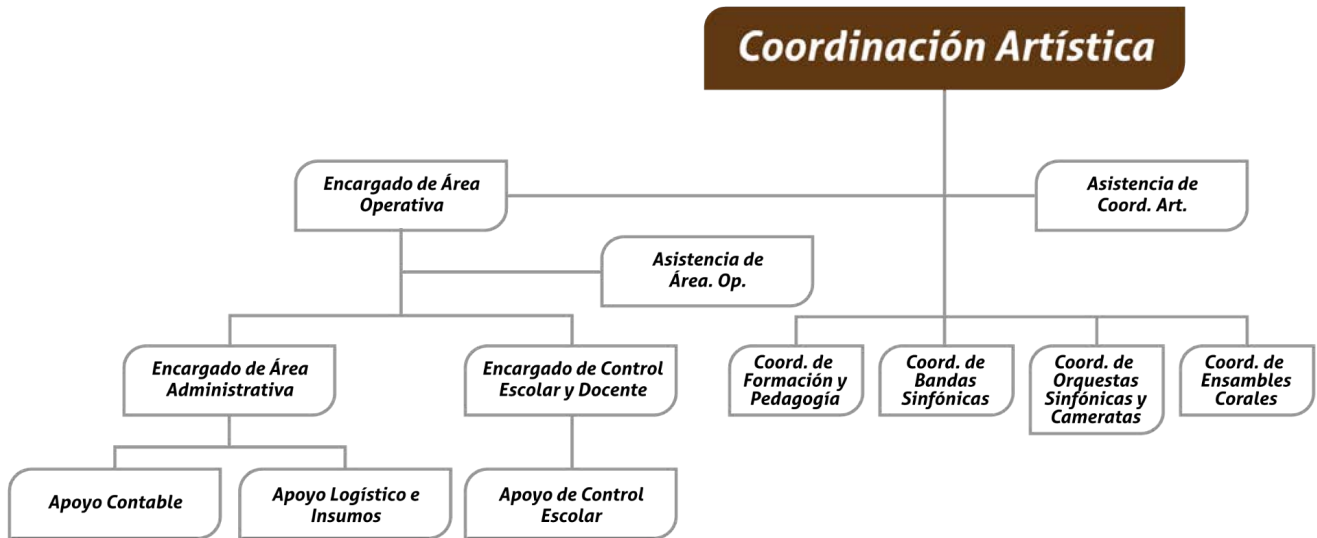 Coordinación Artística
Encargado de Área
Operativa
Asistencia de
Coord. Art.
Asistencia de
Área. Op.
Encargado de Área
Administrativa
Encargado de Control
Escolar y Docente
Coord. de
Formación y
Pedagogía
Coord. de
Bandas
Sinfónicas
Coord. de
Orquestas
Sinfónicas y
Cameratas
Coord. de
Ensambles
Corales
Apoyo Contable
Apoyo Logístico e
Insumos
Apoyo de Control
Escolar